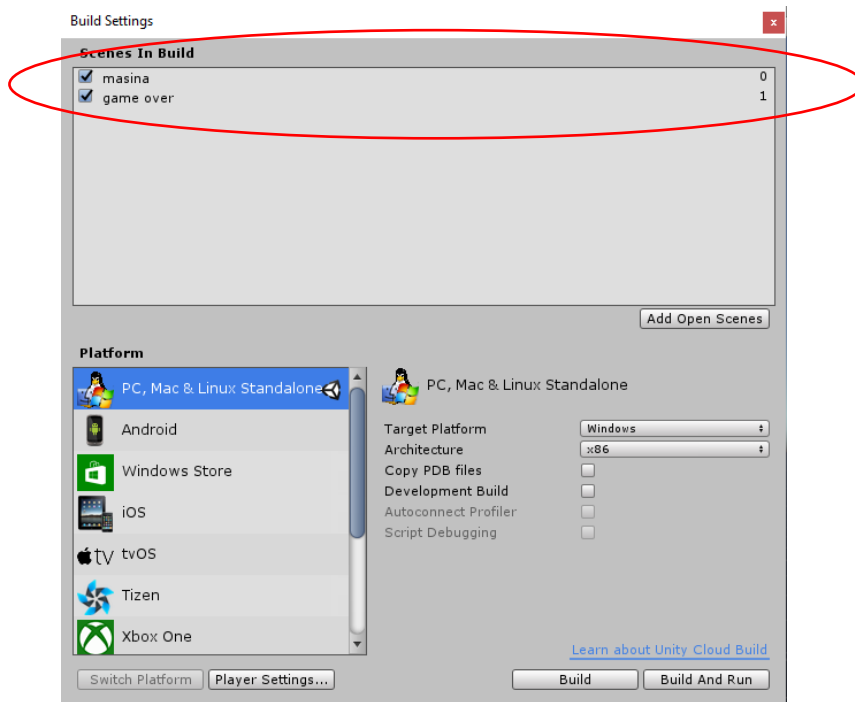 Build Settings
x
Scenes In Build
masina 0
game over 1
Add Open Scenes
Platform
PC, Mac & Linux Standalone
Android
Windows Store
iOS
tv tvOS
Tizen
Xbox One
PC, Mac & Linux Standalone
Target Platform Windows
Architecture x86
Copy PDB files
Development Build
Autoconnect Profiler
Script Debugging
Learn about Unity Cloud Build
Switch Platform Player Settings... Build Build And Run